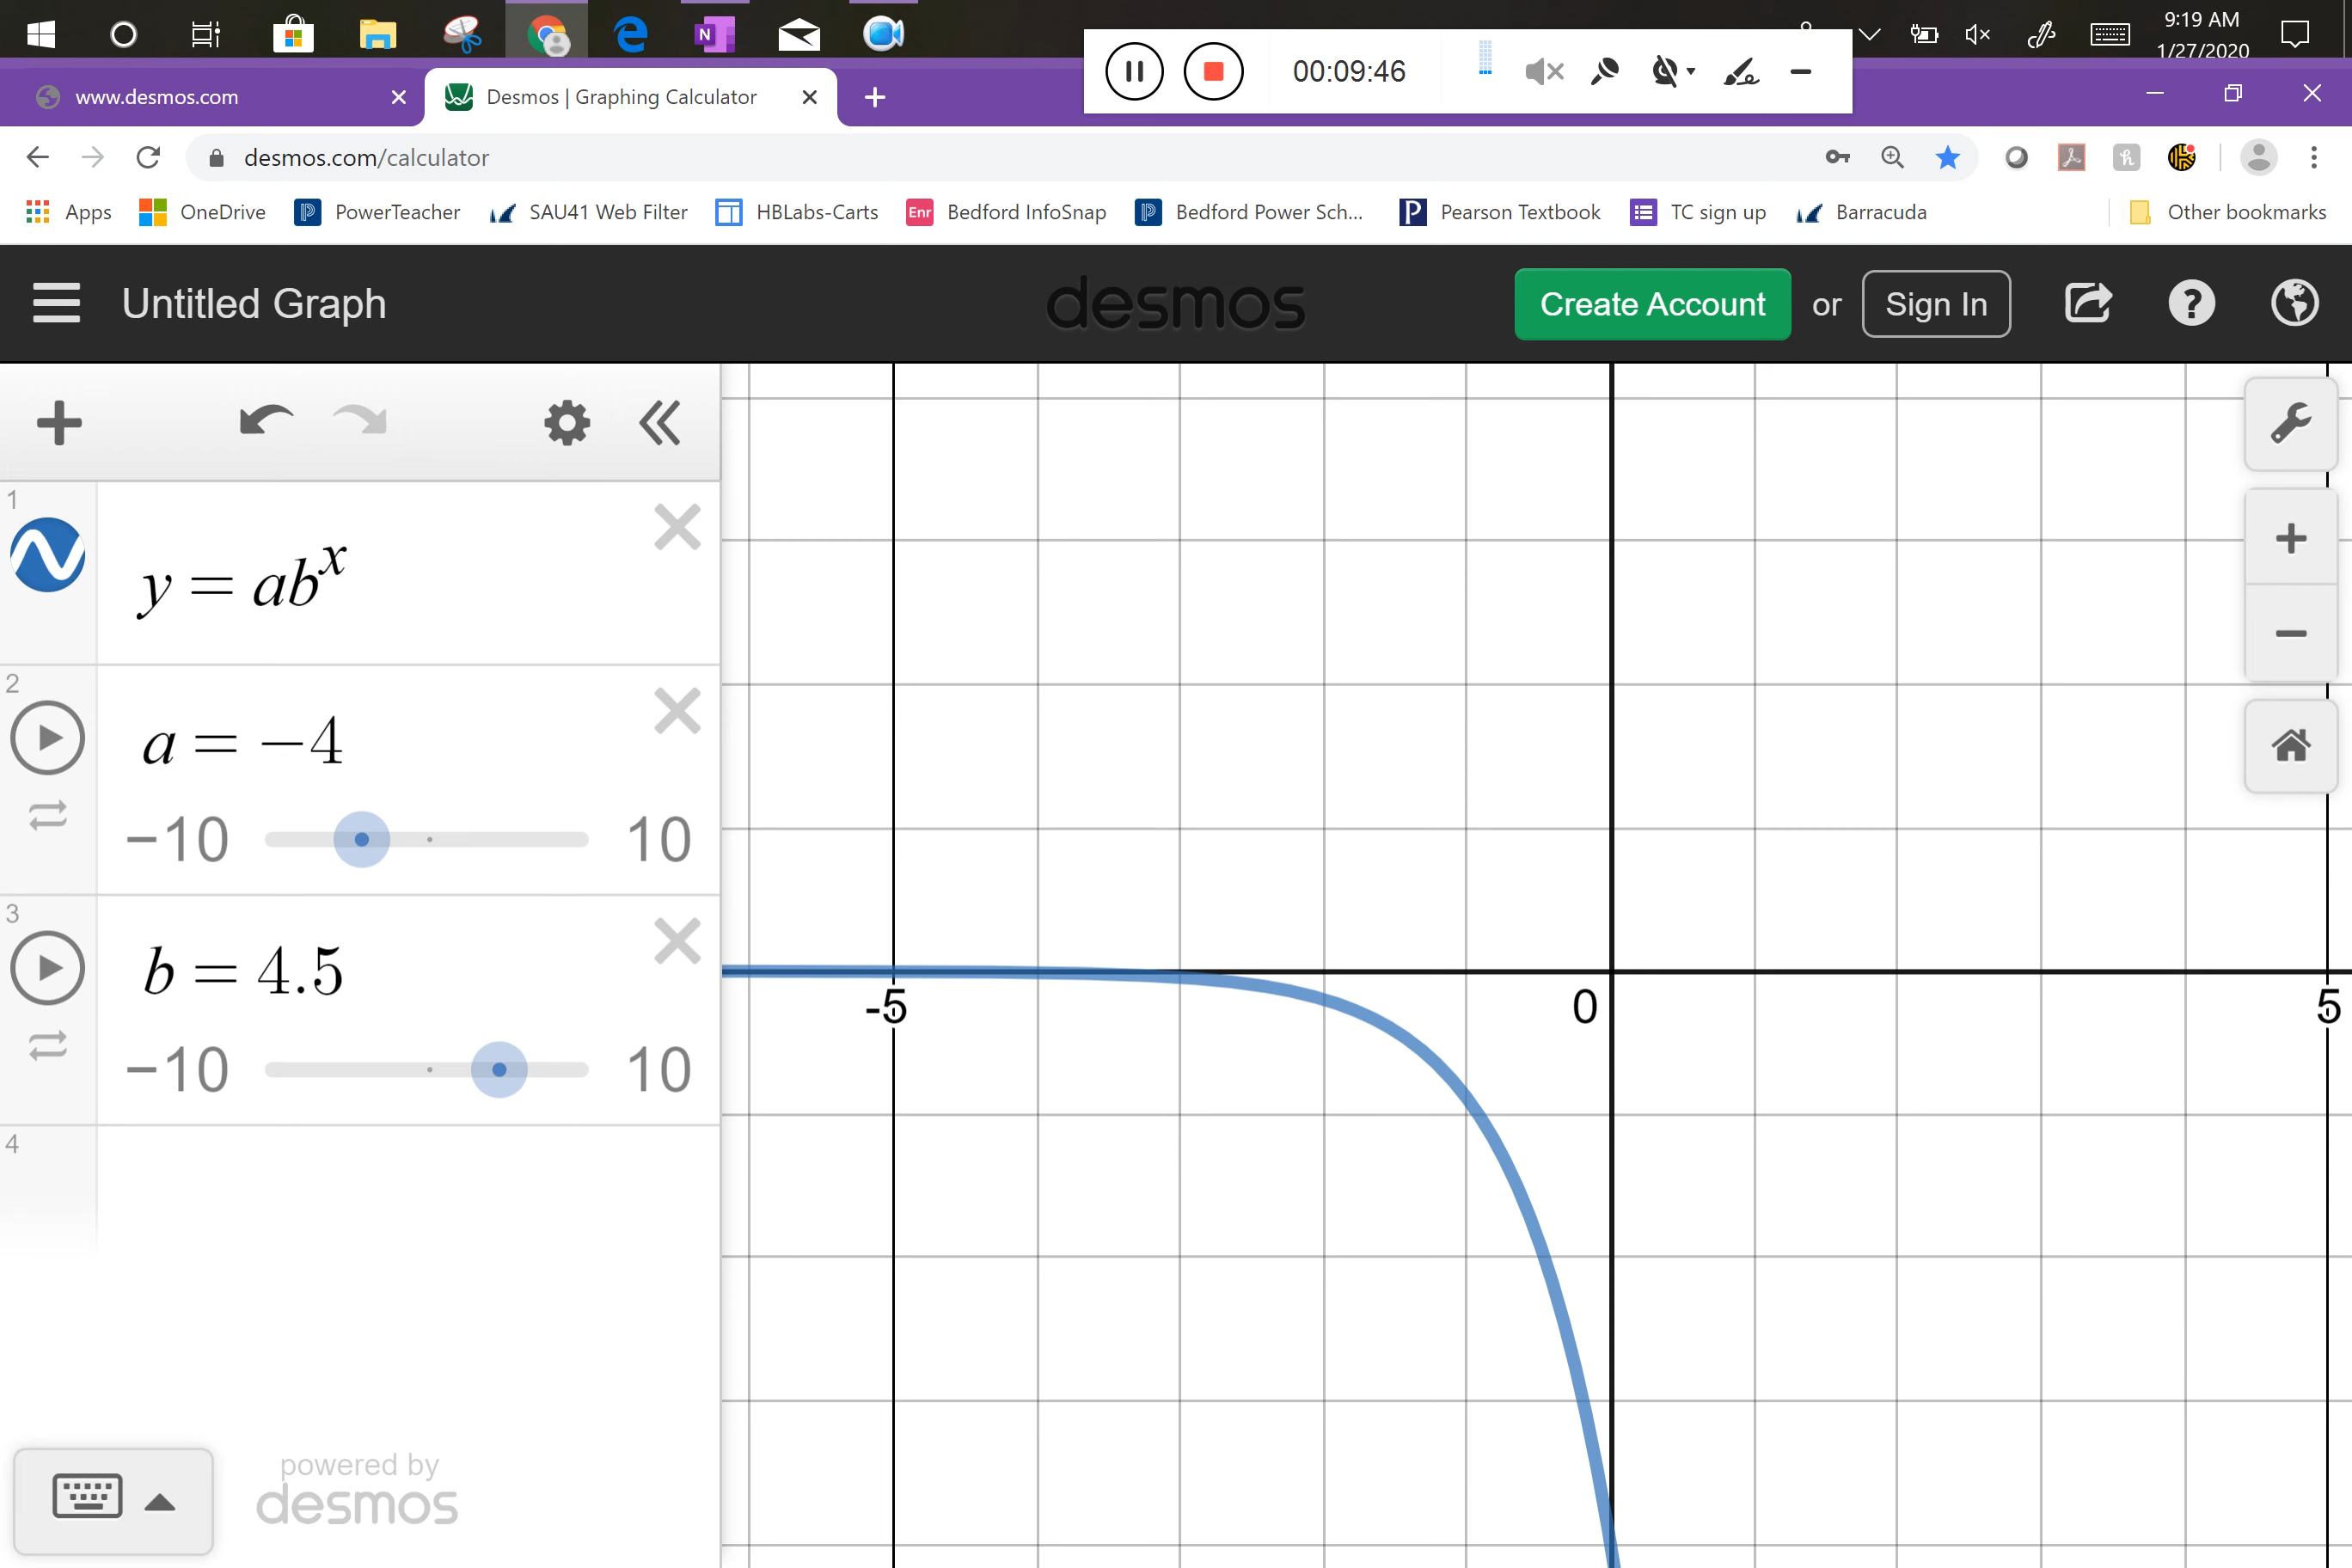 9:19 AM
1/27/2020
00:09:46
www.desmos.com
Desmos | Graphing Calculator
desmos.com/calculator
Apps OneDrive PowerTeacher SAU41 Web Filter HBLabs-Carts Enr Bedford InfoSnap Bedford Power Sch... Pearson Textbook TC sign up Barracuda Other bookmarks
Untitled Graph desmos Create Account or Sign In
1
y = ab^x
2
a = −4
−10 10
3
b = 4.5
−10 10
4
-5 0 5
powered by
desmos